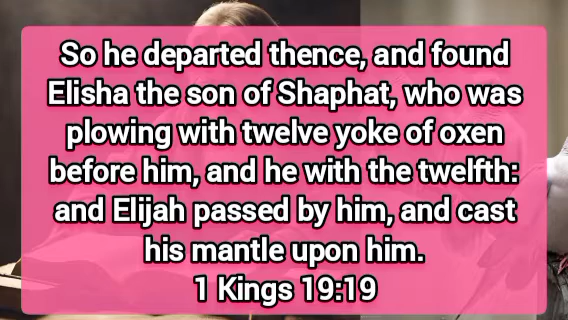 So he departed thence, and found
Elisha the son of Shaphat, who was
plowing with twelve yoke of oxen
before him, and he with the twelfth:
and Elijah passed by him, and cast
his mantle upon him.
1 Kings 19:19